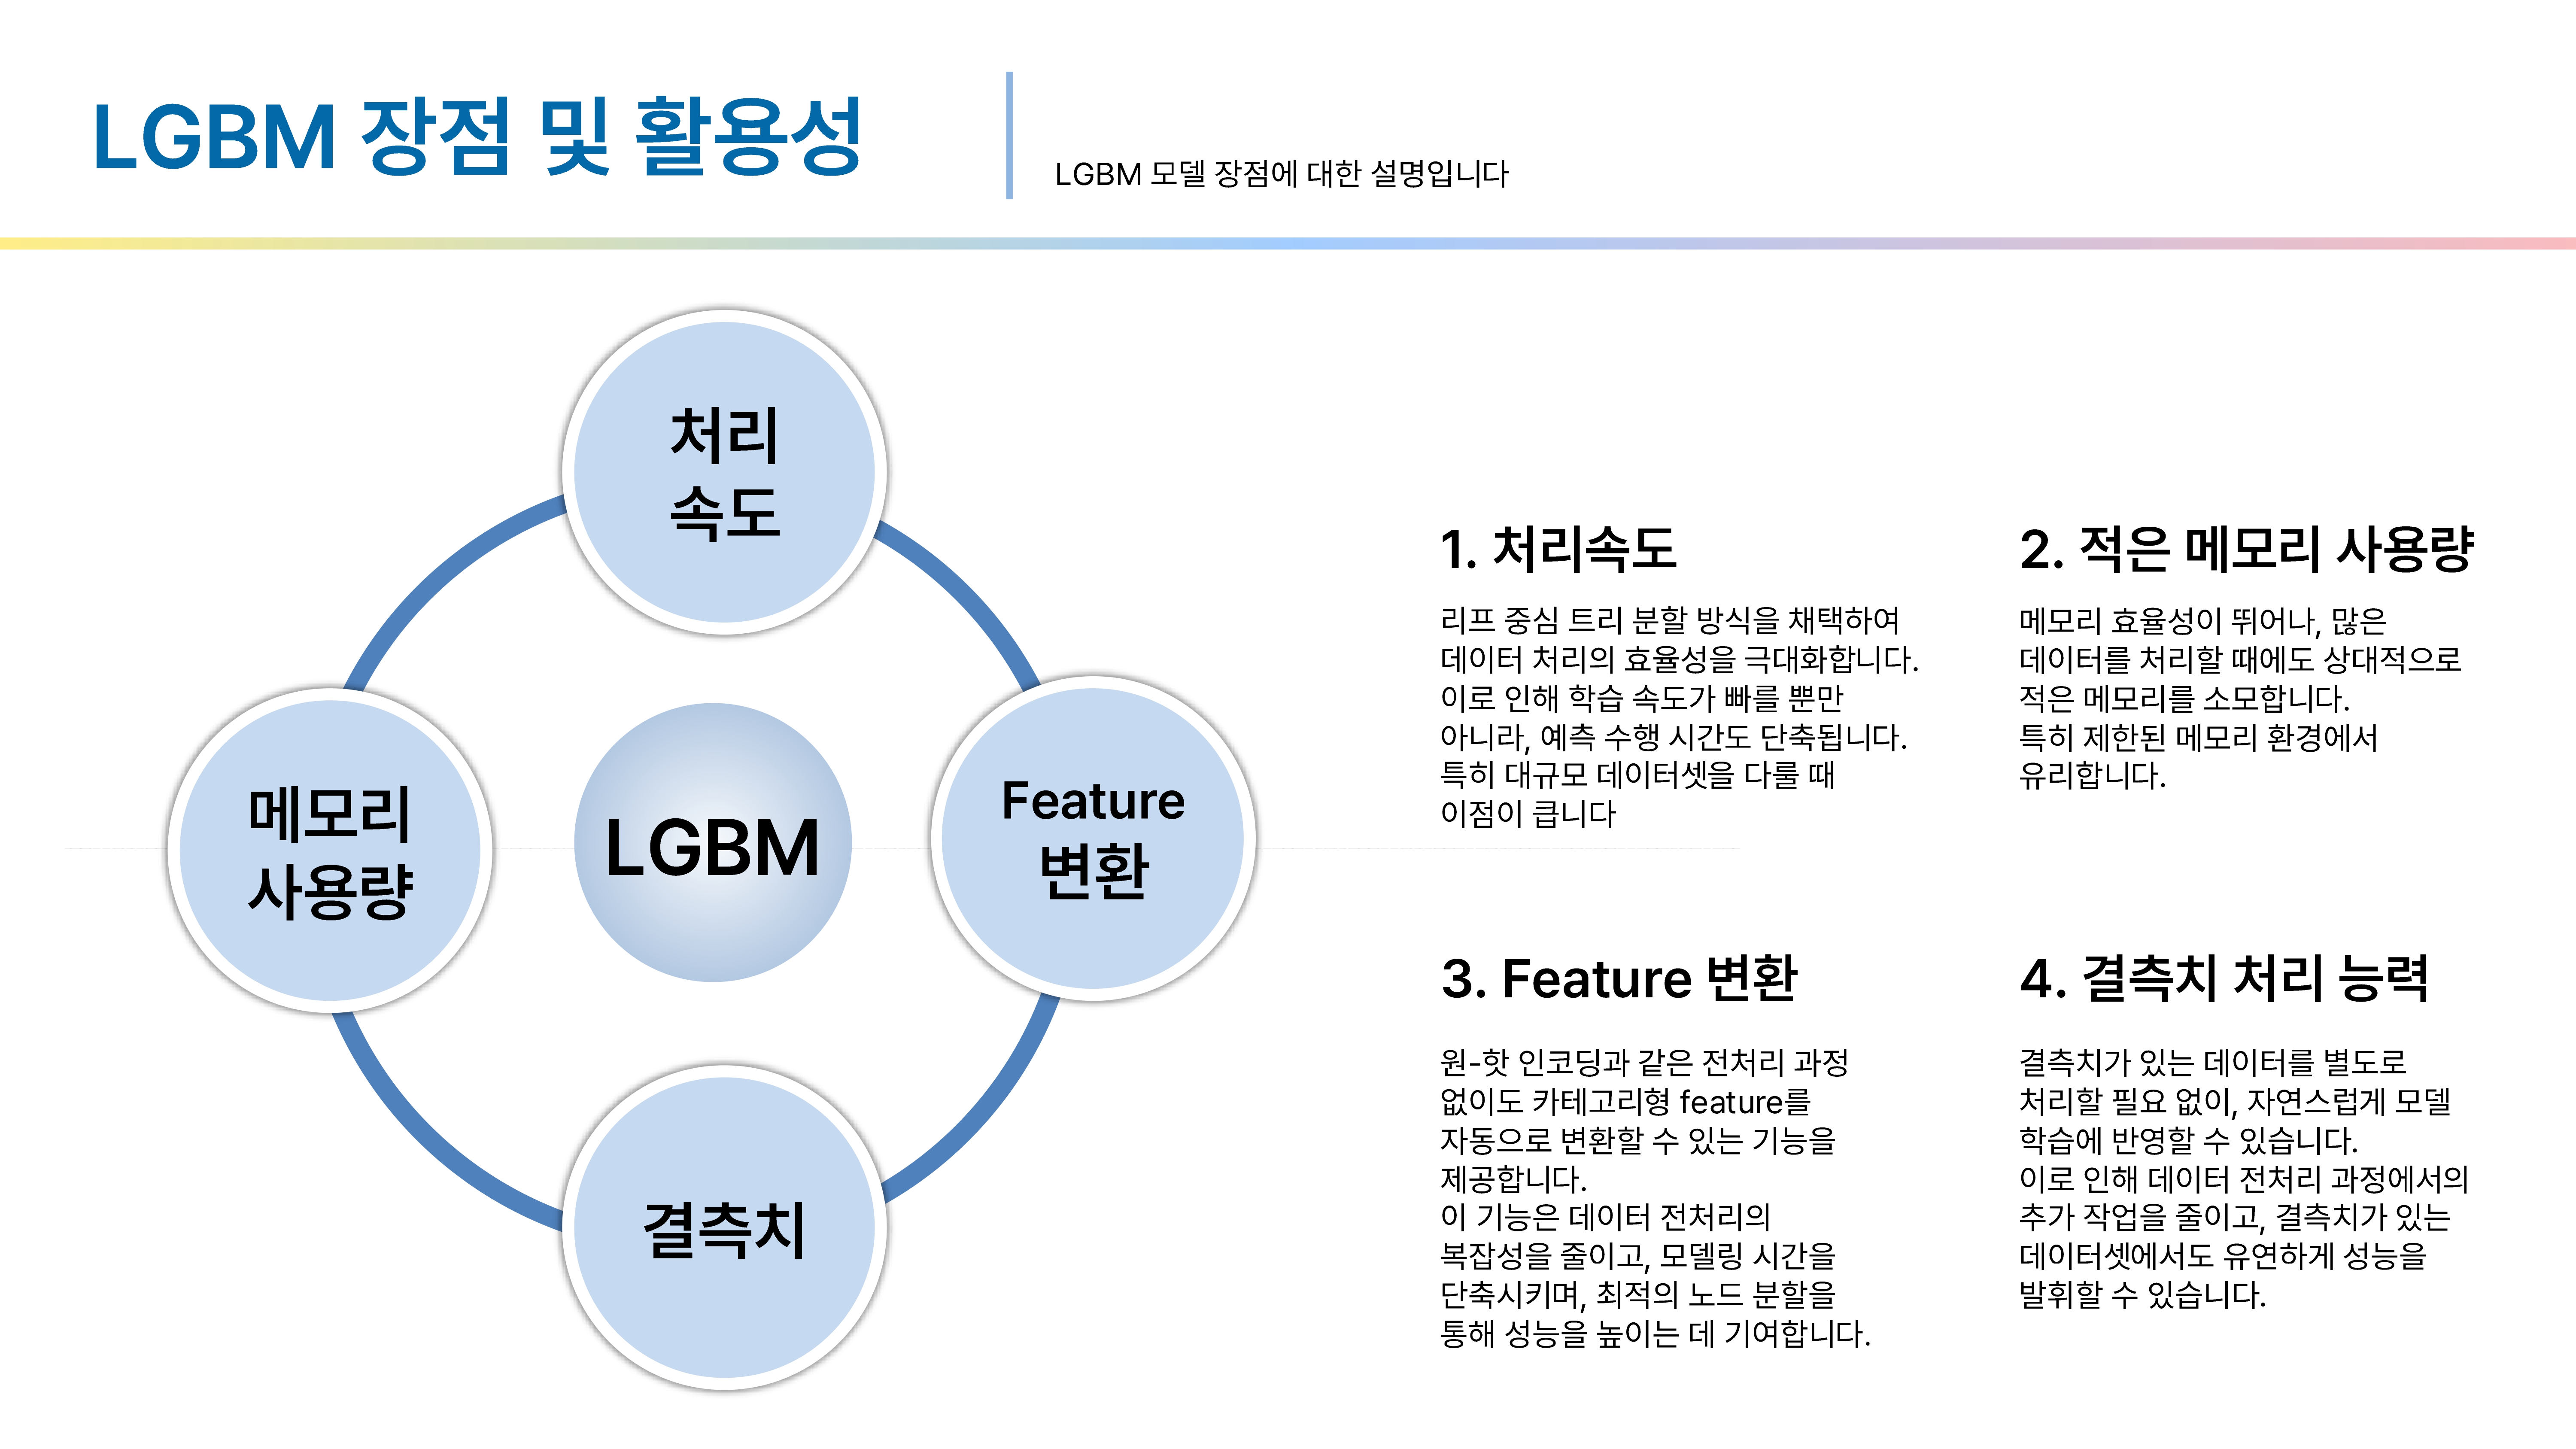 LGBM 장점 및 활용성
LGBM 모델 장점에 대한 설명입니다
처리
속도
메모리
사용량
LGBM
Feature
변환
결측치
1. 처리속도
리프 중심 트리 분할 방식을 채택하여
데이터 처리의 효율성을 극대화합니다.
이로 인해 학습 속도가 빠를 뿐만
아니라, 예측 수행 시간도 단축됩니다.
특히 대규모 데이터셋을 다룰 때
이점이 큽니다
2. 적은 메모리 사용량
메모리 효율성이 뛰어나, 많은
데이터를 처리할 때에도 상대적으로
적은 메모리를 소모합니다.
특히 제한된 메모리 환경에서
유리합니다.
3. Feature 변환
원-핫 인코딩과 같은 전처리 과정
없이도 카테고리형 feature를
자동으로 변환할 수 있는 기능을
제공합니다.
이 기능은 데이터 전처리의
복잡성을 줄이고, 모델링 시간을
단축시키며, 최적의 노드 분할을
통해 성능을 높이는 데 기여합니다.
4. 결측치 처리 능력
결측치가 있는 데이터를 별도로
처리할 필요 없이, 자연스럽게 모델
학습에 반영할 수 있습니다.
이로 인해 데이터 전처리 과정에서의
추가 작업을 줄이고, 결측치가 있는
데이터셋에서도 유연하게 성능을
발휘할 수 있습니다.